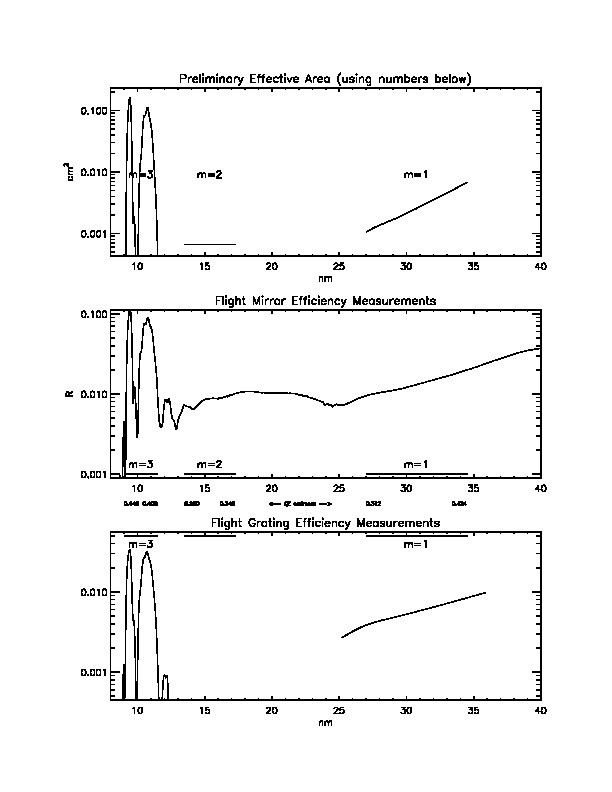 Preliminary Effective Area (using numbers below)
0.100
0.010
0.001
cm²
m=3 m=2 m=1
10 15 20 25 30 35 40
nm
Flight Mirror Efficiency Measurements
0.100
0.010
0.001
R
m=3 m=2 m=1
10 15 20 25 30 35 40
Flight Grating Efficiency Measurements
m=3 m=1
0.010
0.001
10 15 20 25 30 35 40
nm